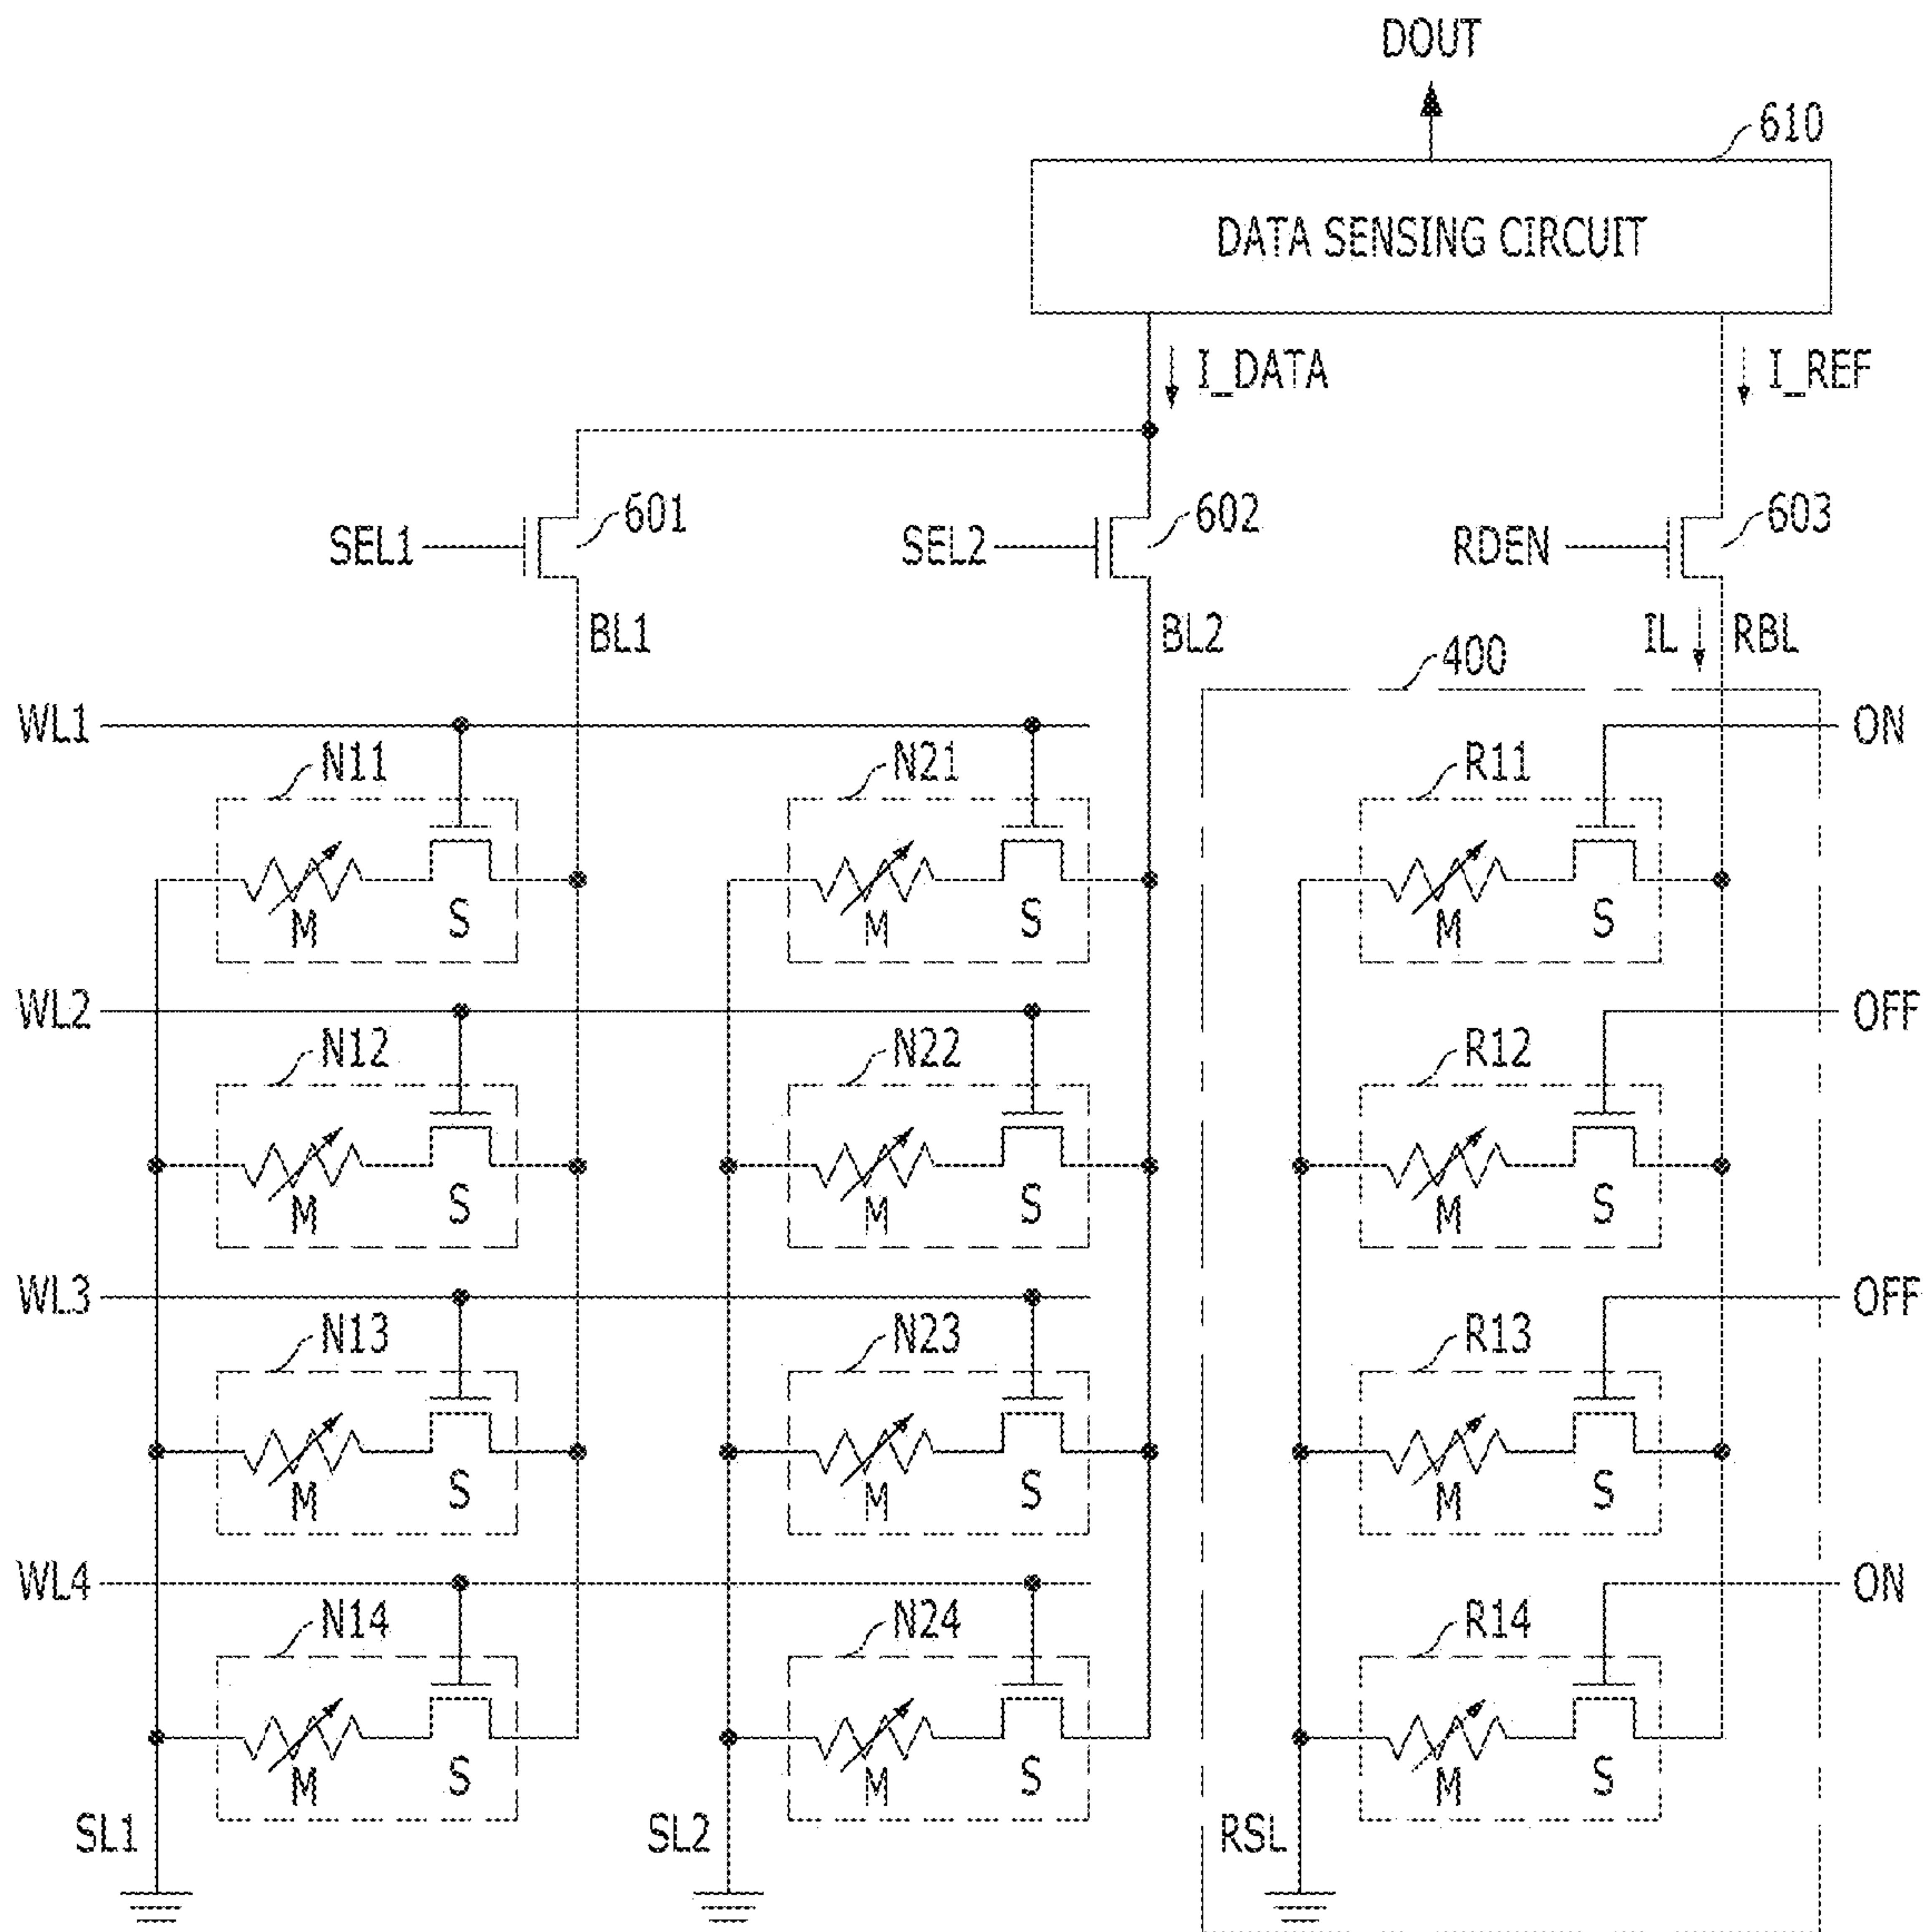 DOUT
610
DATA SENSING CIRCUIT
I_DATA
I_REF
SEL1
601
SEL2
602
RDEN
603
BL1
BL2
IL
RBL
400
WL1
ON
N11
N21
R11
M
S
M
S
M
S
WL2
OFF
N12
N22
R12
M
S
M
S
M
S
WL3
OFF
N13
N23
R13
M
S
M
S
M
S
WL4
ON
N14
N24
R14
M
S
M
S
M
S
SL1
SL2
RSL